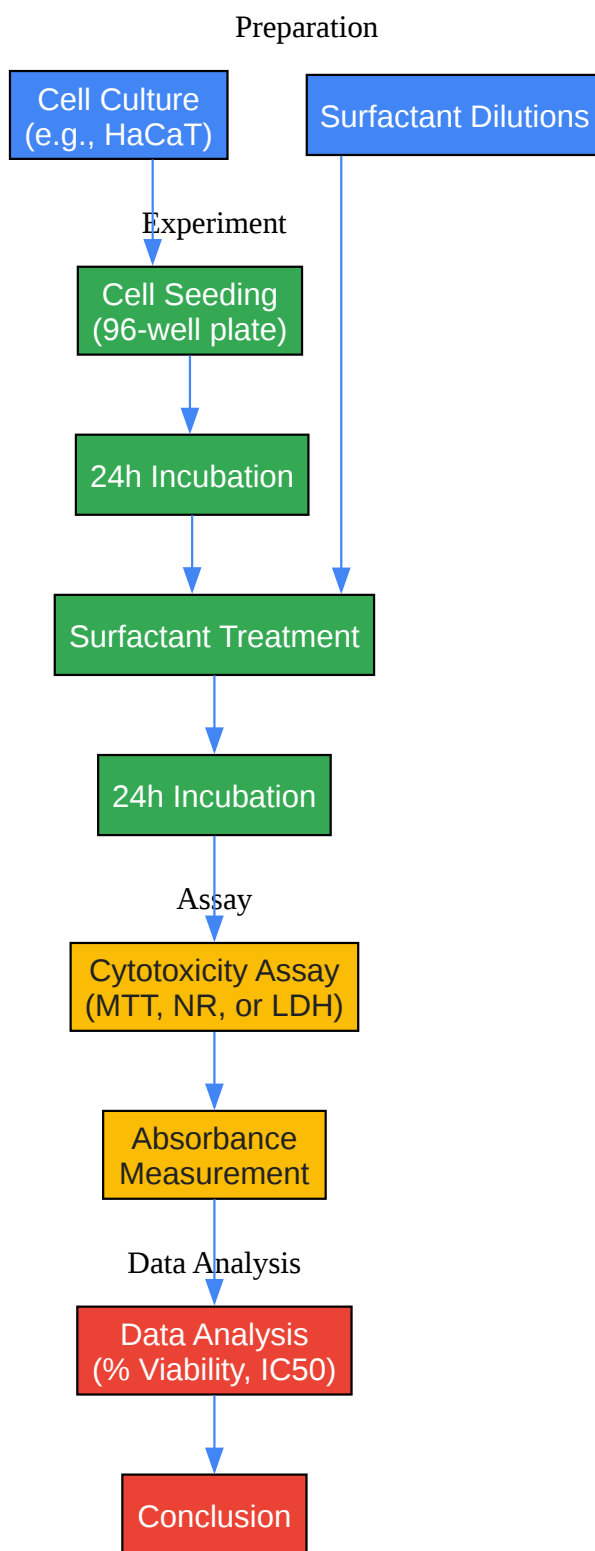 Preparation
Cell Culture
(e.g., HaCaT)
Surfactant Dilutions
Experiment
Cell Seeding
(96-well plate)
24h Incubation
Surfactant Treatment
24h Incubation
Assay
Cytotoxicity Assay
(MTT, NR, or LDH)
Absorbance
Measurement
Data Analysis
Data Analysis
(% Viability, IC50)
Conclusion